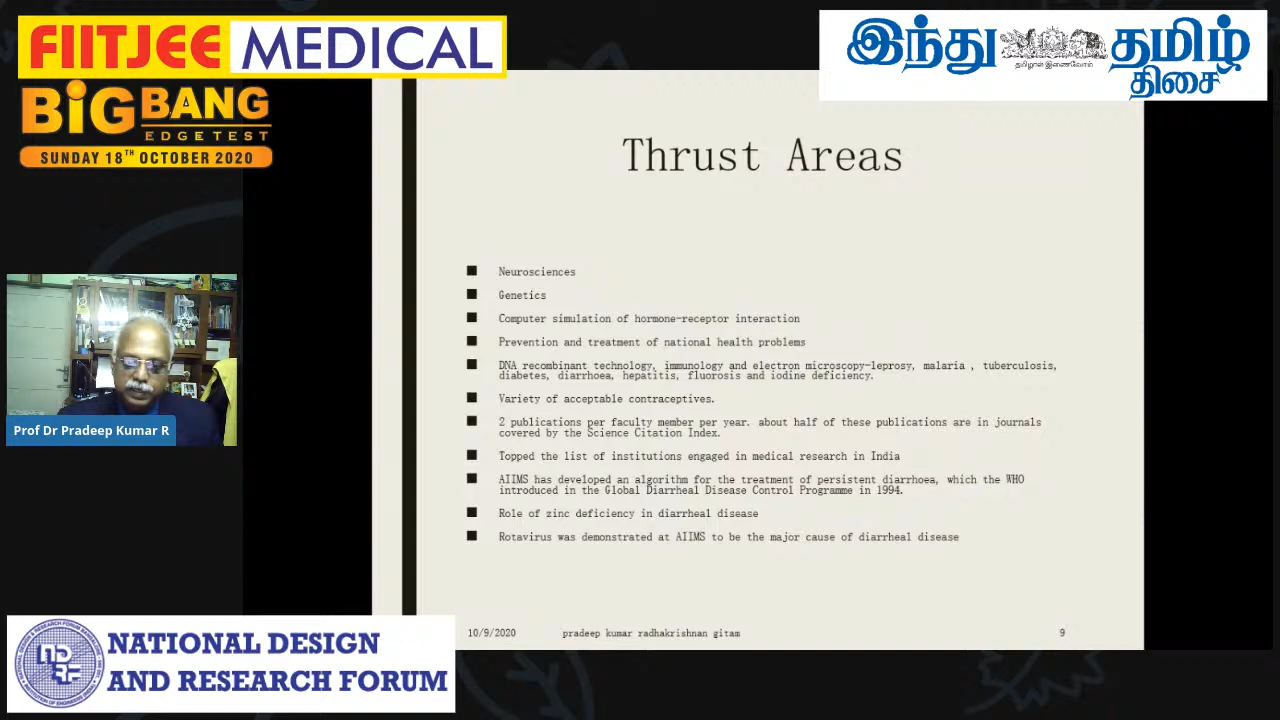 FIITJEE MEDICAL
BIG BANG
EDGE TEST
SUNDAY 18TH OCTOBER 2020
இந்து தமிழ்
தமிழால் இணைவோம்
திசை
Thrust Areas
■ Neurosciences
■ Genetics
■ Computer simulation of hormone-receptor interaction
■ Prevention and treatment of national health problems
■ DNA recombinant technology, immunology and electron microscopy-leprosy, malaria , tuberculosis,
diabetes, diarrhoea, hepatitis, fluorosis and iodine deficiency.
■ Variety of acceptable contraceptives.
■ 2 publications per faculty member per year. about half of these publications are in journals
covered by the Science Citation Index.
■ Topped the list of institutions engaged in medical research in India
■ AIIMS has developed an algorithm for the treatment of persistent diarrhoea, which the WHO
introduced in the Global Diarrheal Disease Control Programme in 1994.
■ Role of zinc deficiency in diarrheal disease
■ Rotavirus was demonstrated at AIIMS to be the major cause of diarrheal disease
10/9/2020 pradeep kumar radhakrishnan gitam 9
Prof Dr Pradeep Kumar R
NDRF
NATIONAL DESIGN
AND RESEARCH FORUM